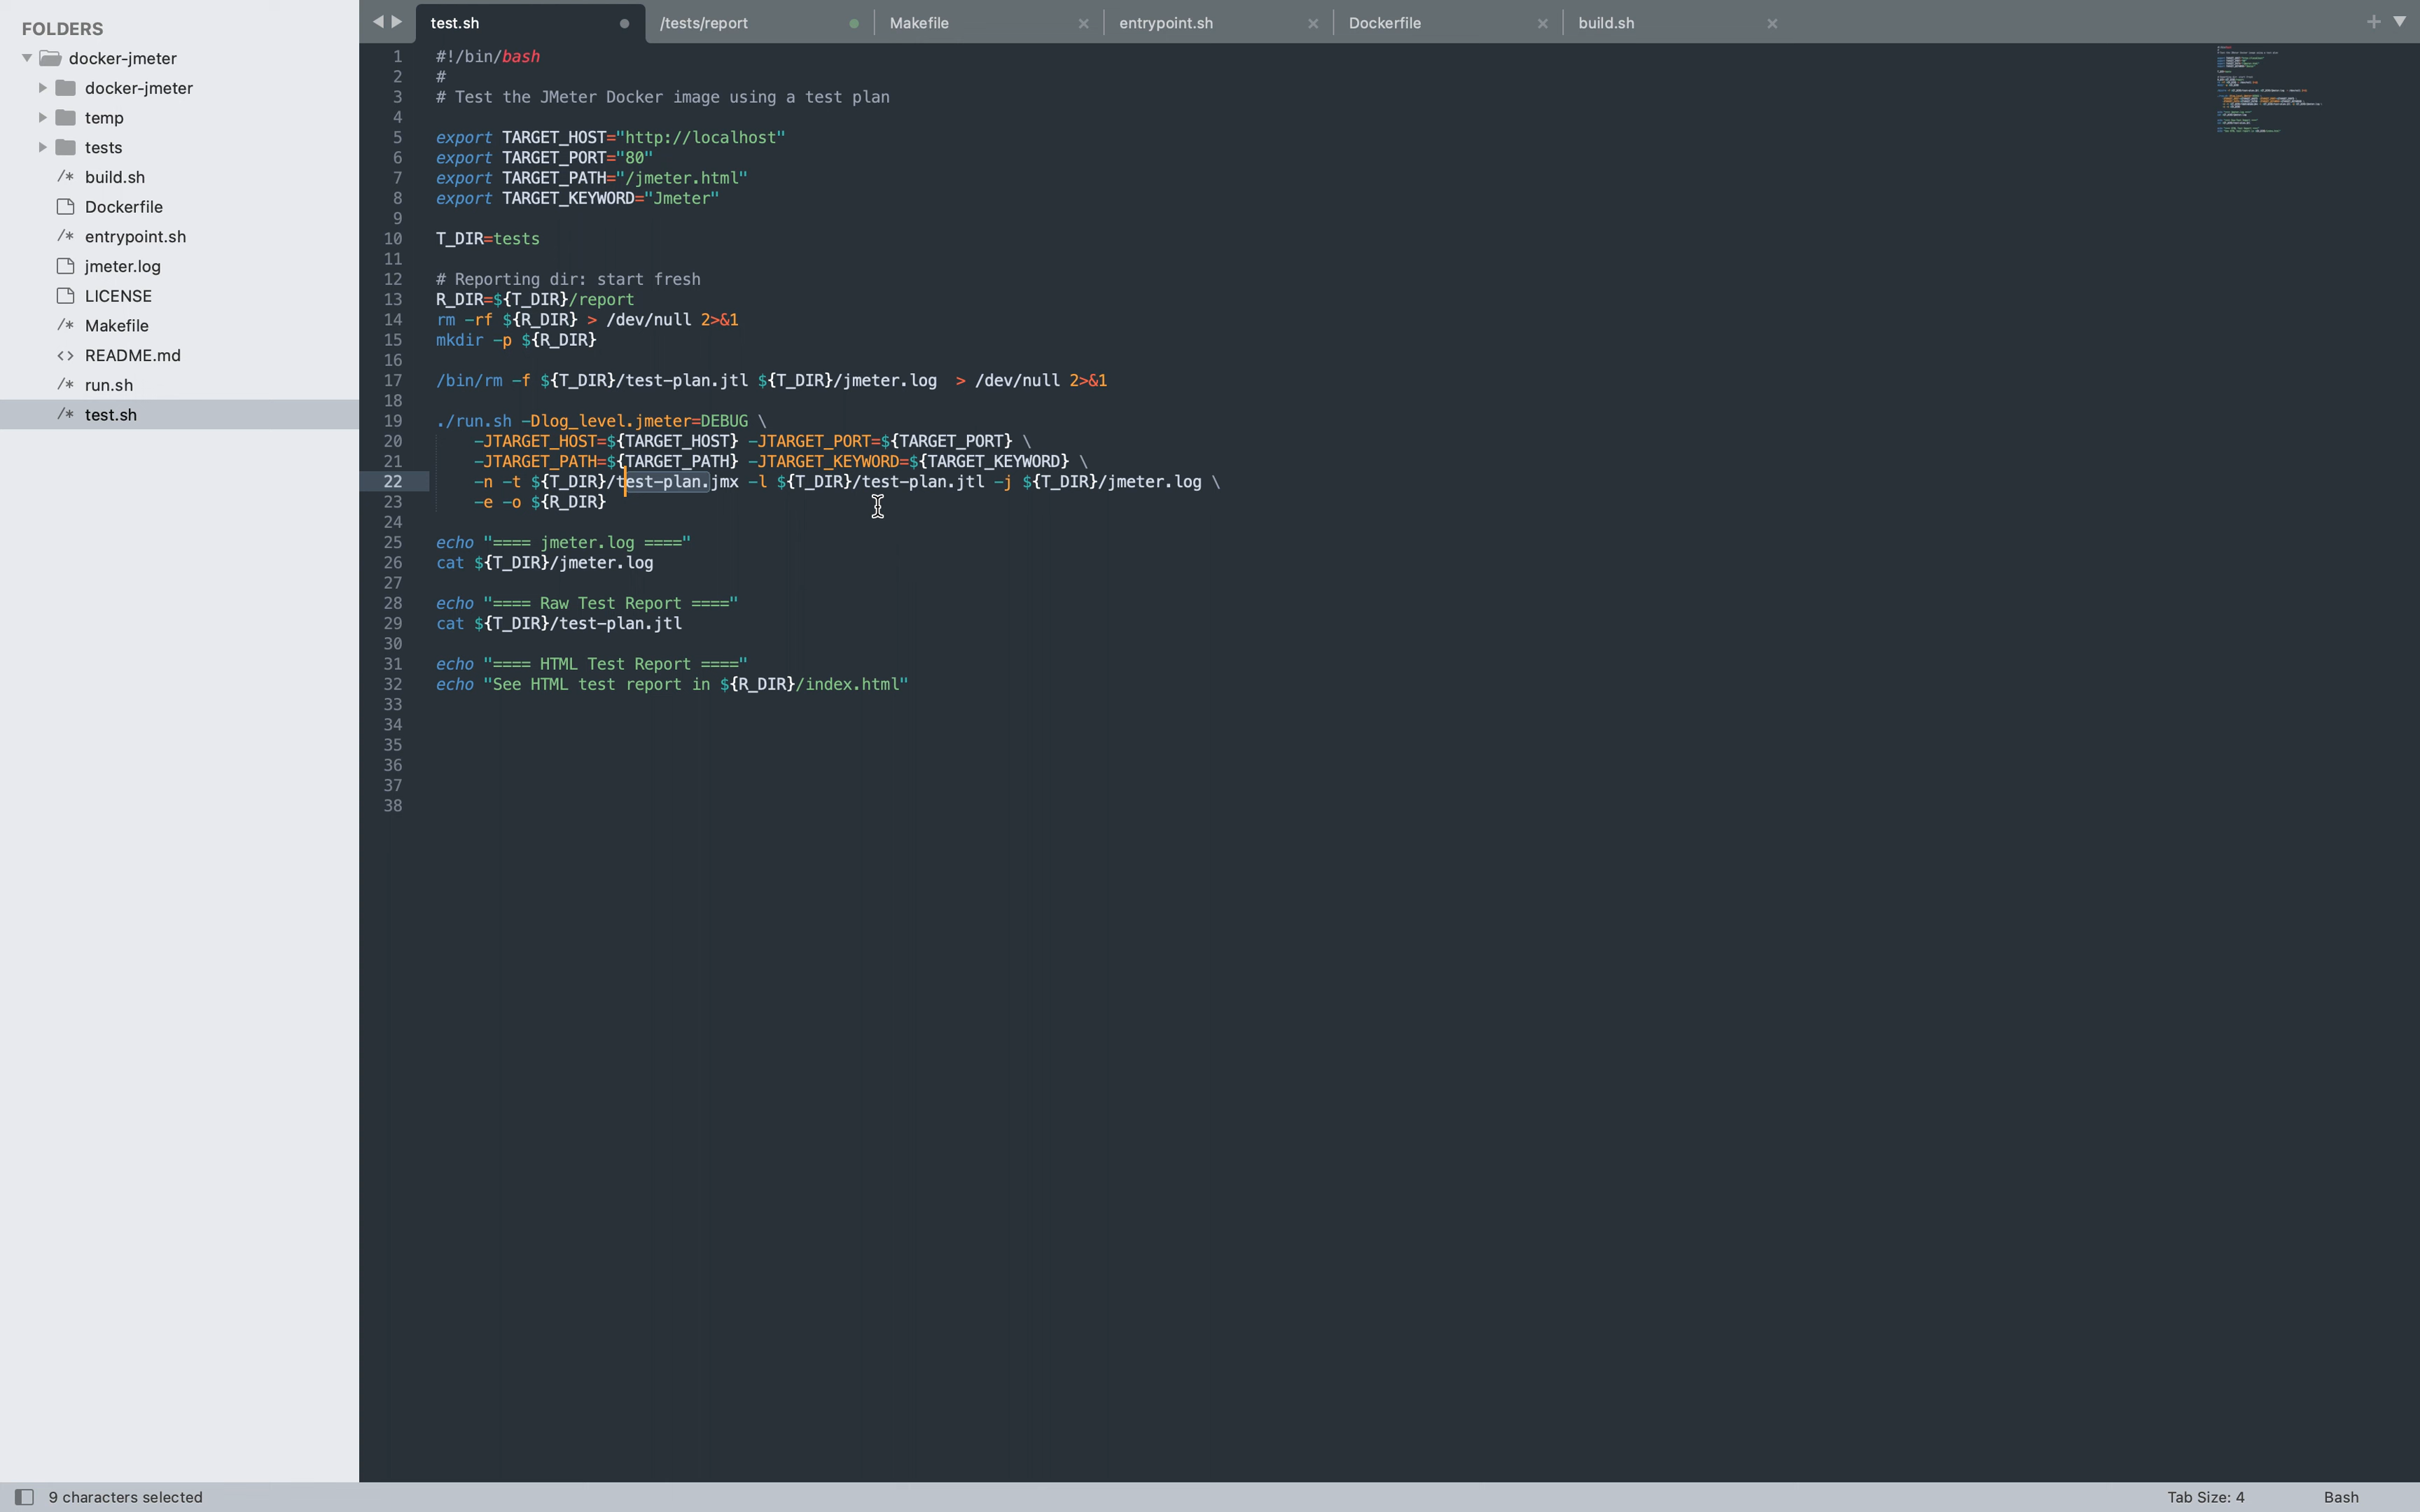 FOLDERS
docker-jmeter
docker-jmeter
temp
tests
build.sh
Dockerfile
entrypoint.sh
jmeter.log
LICENSE
Makefile
README.md
run.sh
test.sh
test.sh
/tests/report
Makefile
entrypoint.sh
Dockerfile
build.sh
1 #!/bin/bash
2 #
3 # Test the JMeter Docker image using a test plan
4
5 export TARGET_HOST="http://localhost"
6 export TARGET_PORT="80"
7 export TARGET_PATH="/jmeter.html"
8 export TARGET_KEYWORD="Jmeter"
9
10 T_DIR=tests
11
12 # Reporting dir: start fresh
13 R_DIR=${T_DIR}/report
14 rm -rf ${R_DIR} > /dev/null 2>&1
15 mkdir -p ${R_DIR}
16
17 /bin/rm -f ${T_DIR}/test-plan.jtl ${T_DIR}/jmeter.log  > /dev/null 2>&1
18
19 ./run.sh -Dlog_level.jmeter=DEBUG \
20     -JTARGET_HOST=${TARGET_HOST} -JTARGET_PORT=${TARGET_PORT} \
21     -JTARGET_PATH=${TARGET_PATH} -JTARGET_KEYWORD=${TARGET_KEYWORD} \
22     -n -t ${T_DIR}/test-plan.jmx -l ${T_DIR}/test-plan.jtl -j ${T_DIR}/jmeter.log \
23     -e -o ${R_DIR}
24
25 echo "==== jmeter.log ===="
26 cat ${T_DIR}/jmeter.log
27
28 echo "==== Raw Test Report ===="
29 cat ${T_DIR}/test-plan.jtl
30
31 echo "==== HTML Test Report ===="
32 echo "See HTML test report in ${R_DIR}/index.html"
33
34
35
36
37
38
9 characters selected
Tab Size: 4
Bash